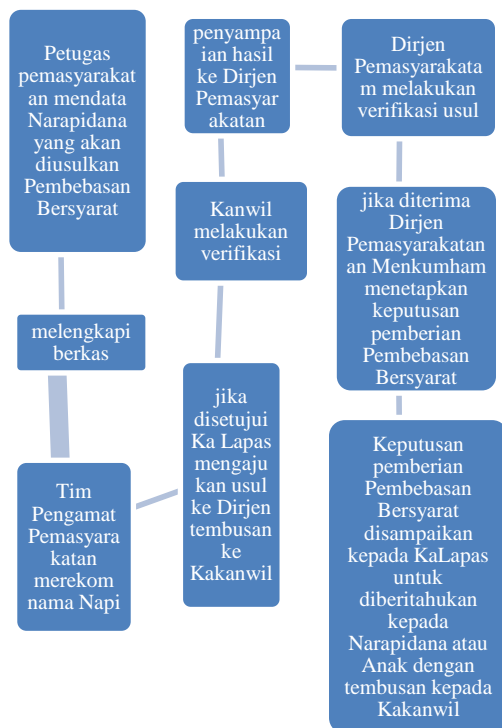 Petugas
pemasyarakat
an mendata
Narapidana
yang akan
diusulkan
Pembebasan
Bersyarat
melengkapi
berkas
Tim
Pengamat
Pemasyara
katan
merekom
nama Napi
jika
disetujui
Ka Lapas
mengaju
kan usul
ke Dirjen
tembusan
ke
Kakanwil
Kanwil
melakukan
verifikasi
penyampa
ian hasil
ke Dirjen
Pemasyar
akatan
Dirjen
Pemasyarakata
m melakukan
verifikasi usul
jika diterima
Dirjen
Pemasyarakatan
an Menkumham
menetapkan
keputusan
pemberian
Pembebasan
Bersyarat
Keputusan
pemberian
Pembebasan
Bersyarat
disampaikan
kepada KaLapas
untuk
diberitahukan
kepada
Narapidana atau
Anak dengan
tembusan kepada
Kakanwil